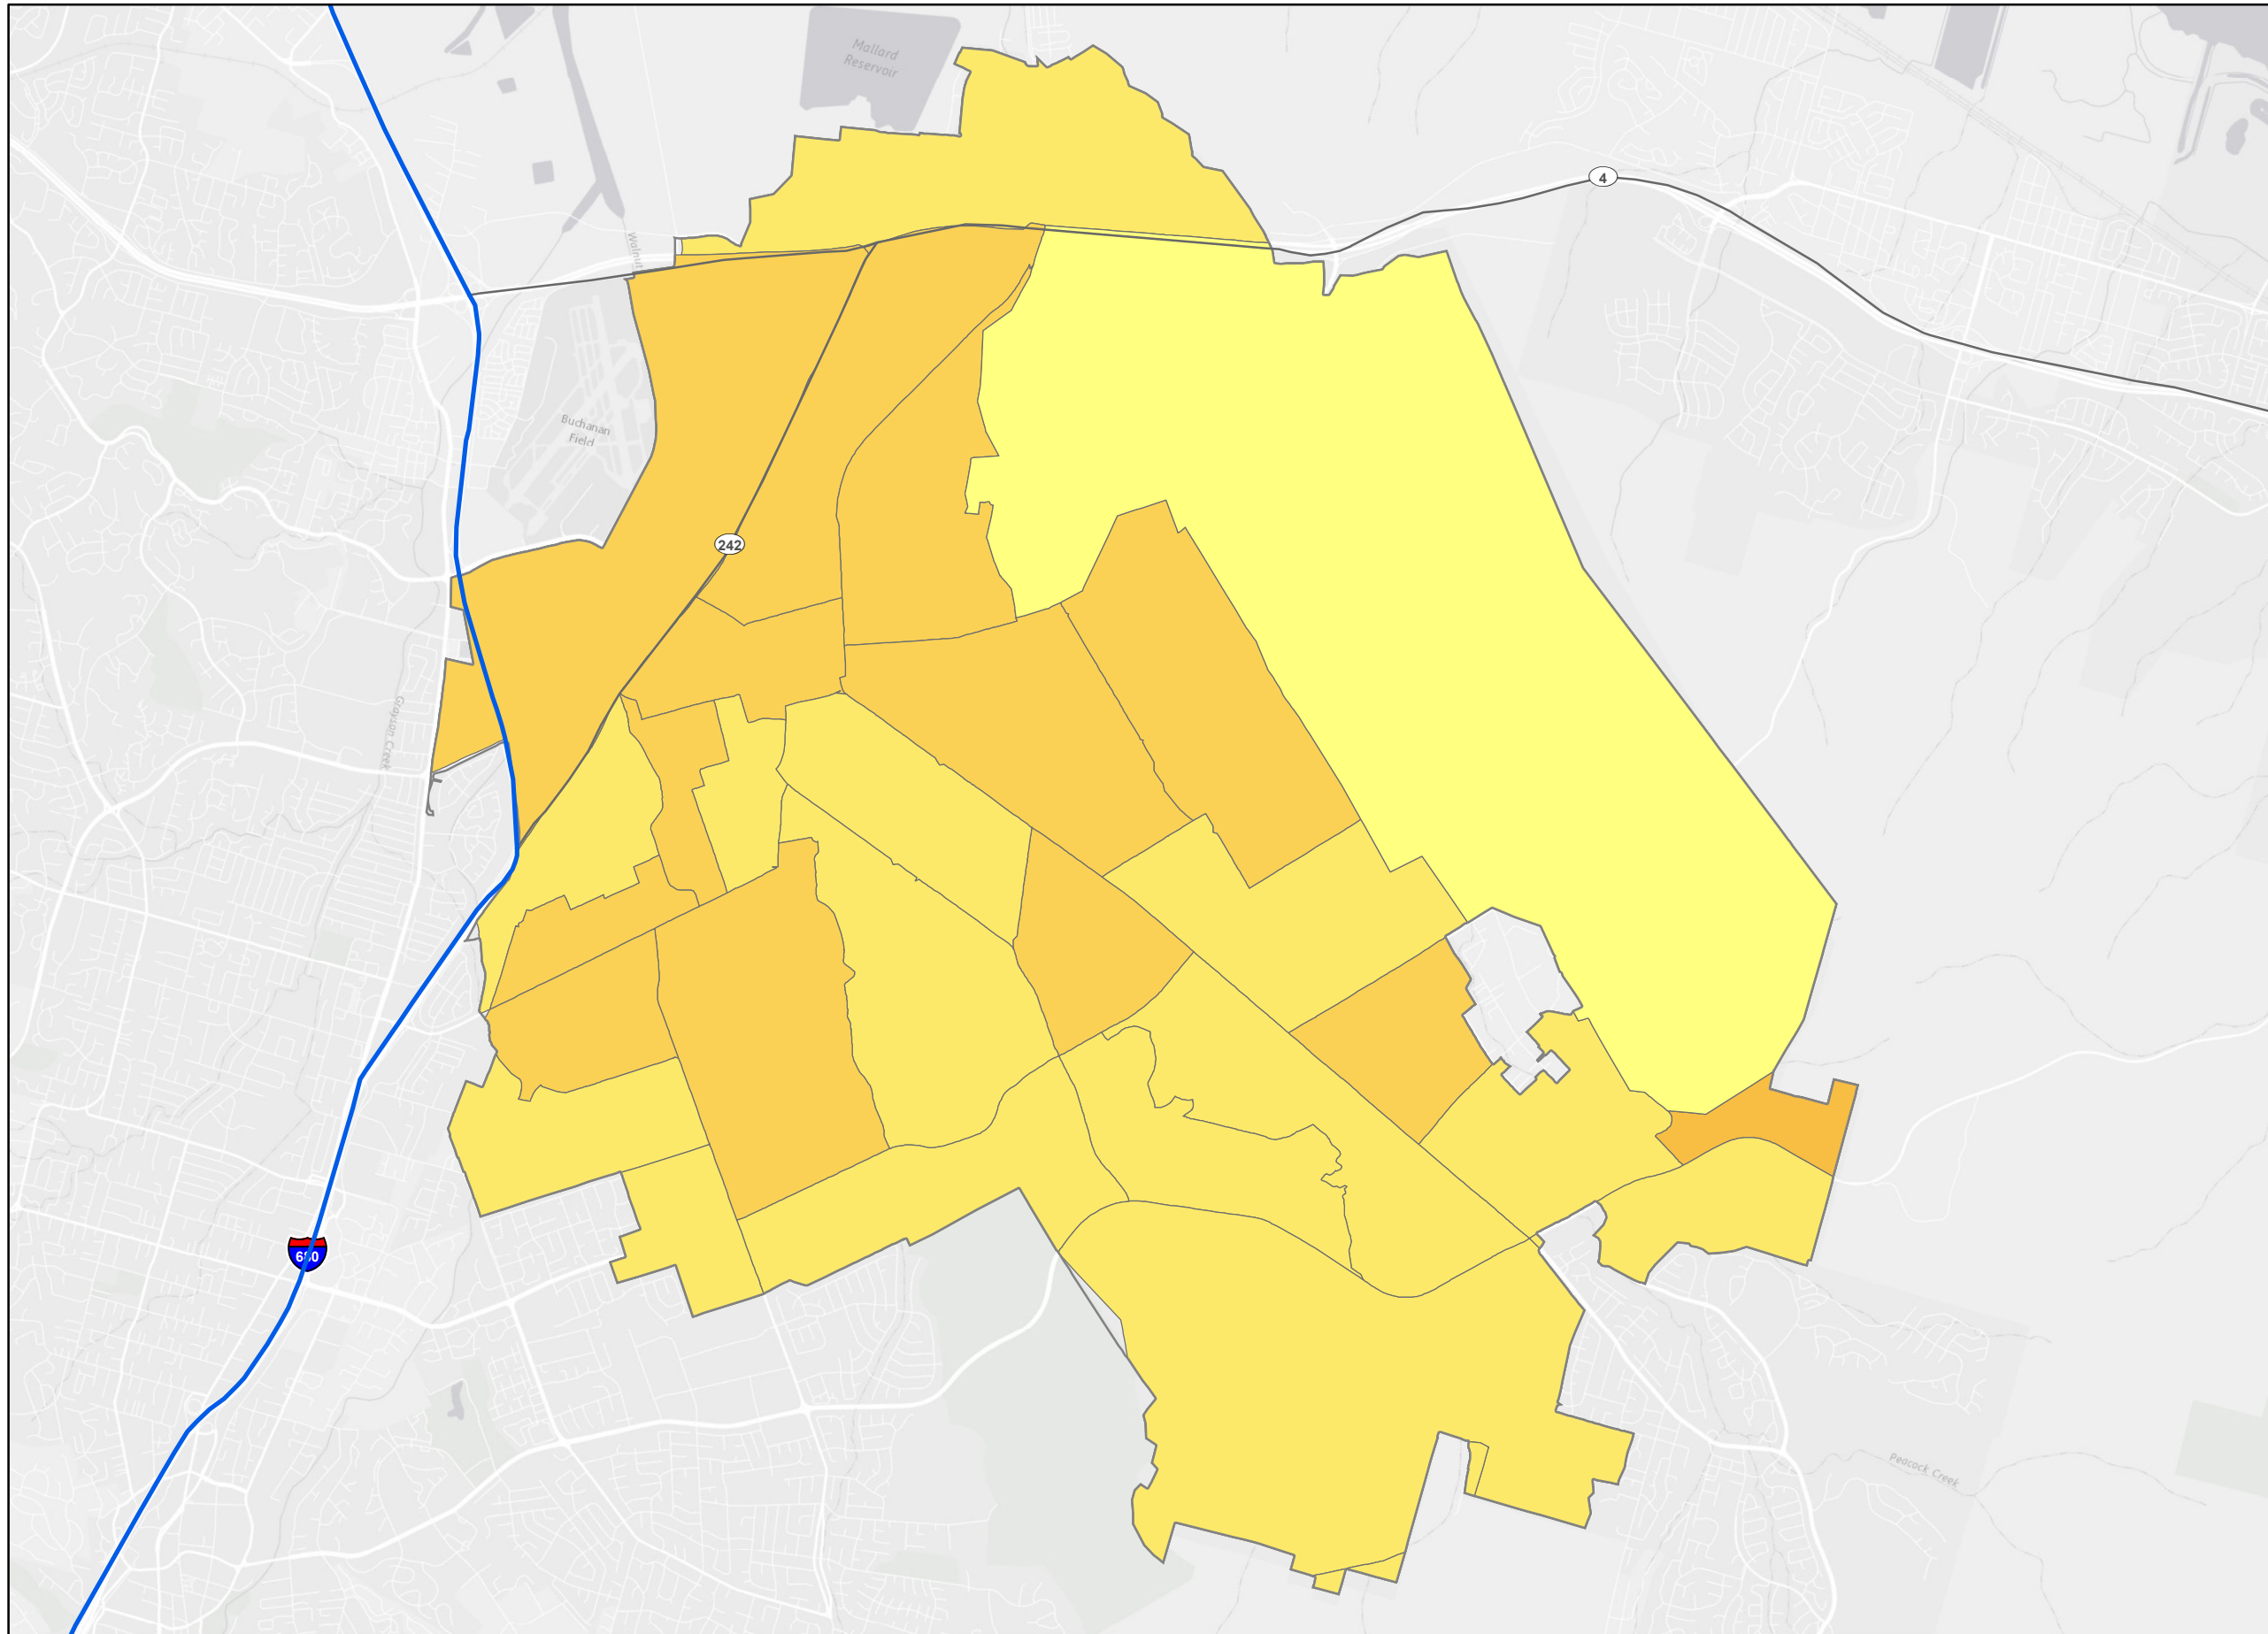 Mallard
Reservoir
4
Walnut
Buchanan
Field
242
Grayson Creek
680
Peacock Creek